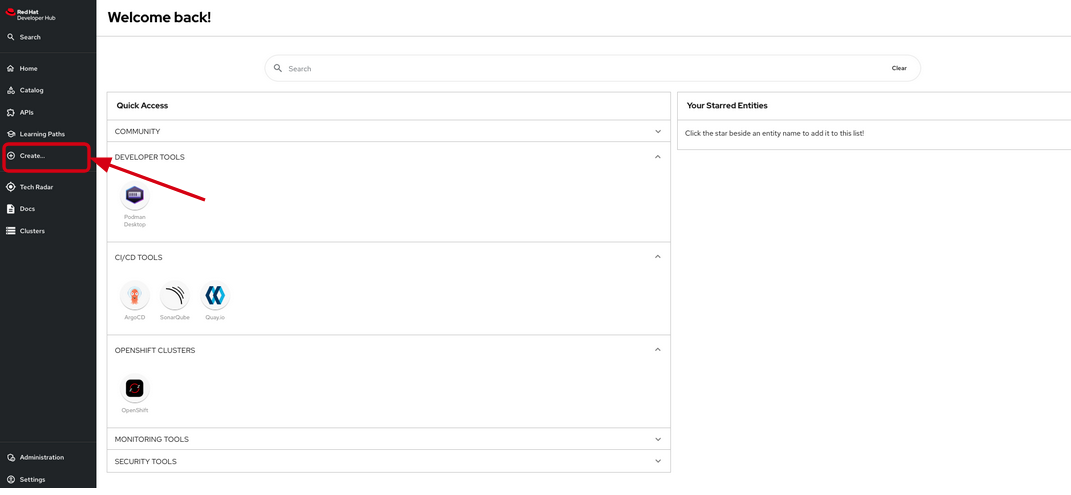 Red Hat
Developer Hub
Search
Home
Catalog
APIs
Learning Paths
Create...
Tech Radar
Docs
Clusters
Administration
Settings
Welcome back!
Search
Clear
Quick Access
COMMUNITY
DEVELOPER TOOLS
Podman
Desktop
CI/CD TOOLS
ArgoCD
SonarQube
Quay.io
OPENSHIFT CLUSTERS
OpenShift
MONITORING TOOLS
SECURITY TOOLS
Your Starred Entities
Click the star beside an entity name to add it to this list!